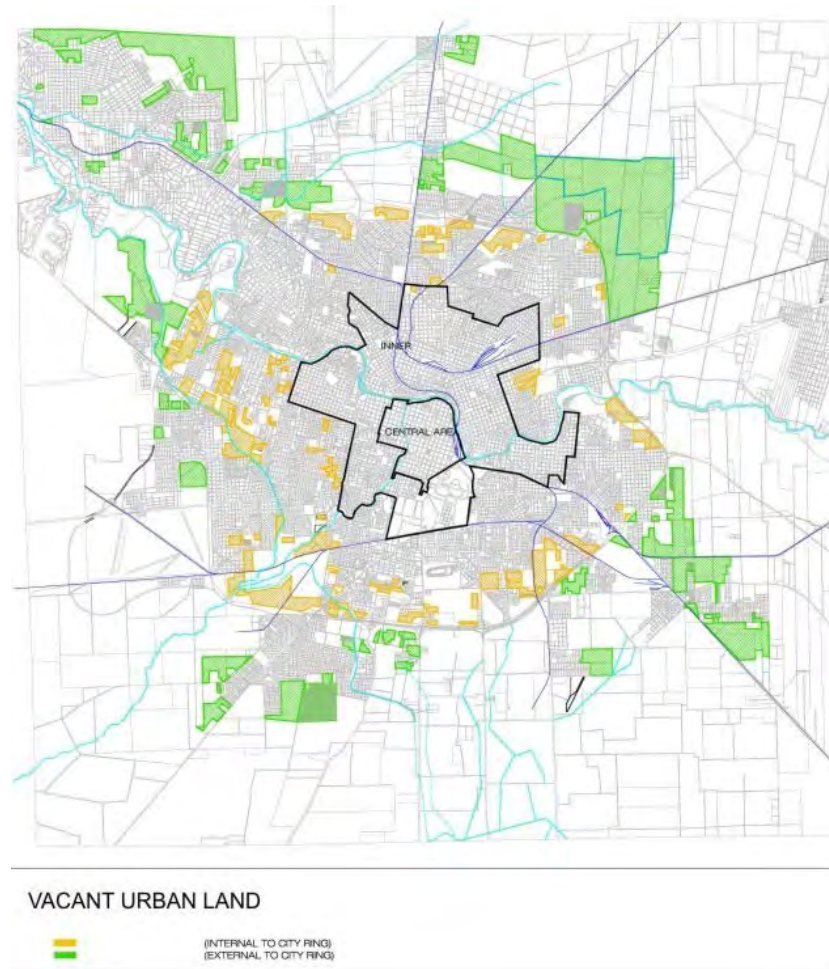 INNER
CENTRAL ARE
VACANT URBAN LAND
(INTERNAL TO CITY RING)
(EXTERNAL TO CITY RING)